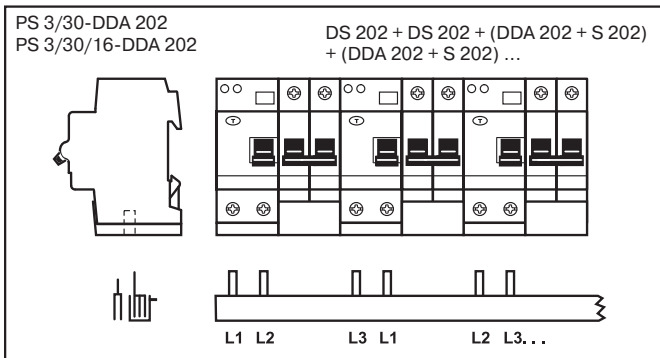 PS 3/30-DDA 202
PS 3/30/16-DDA 202
DS 202 + DS 202 + (DDA 202 + S 202)
+ (DDA 202 + S 202) ...
T T T
L1 L2 L3 L1 L2 L3...